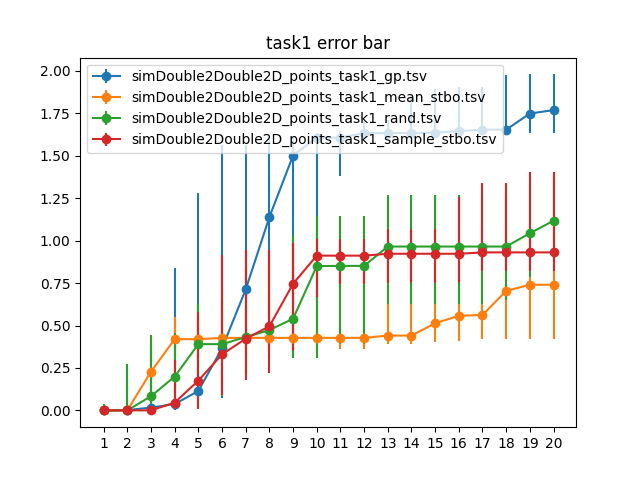 task1 error bar
simDouble2Double2D_points_task1_gp.tsv
simDouble2Double2D_points_task1_mean_stbo.tsv
simDouble2Double2D_points_task1_rand.tsv
simDouble2Double2D_points_task1_sample_stbo.tsv
2.00
1.75
1.50
1.25
1.00
0.75
0.50
0.25
0.00
1 2 3 4 5 6 7 8 9 10 11 12 13 14 15 16 17 18 19 20